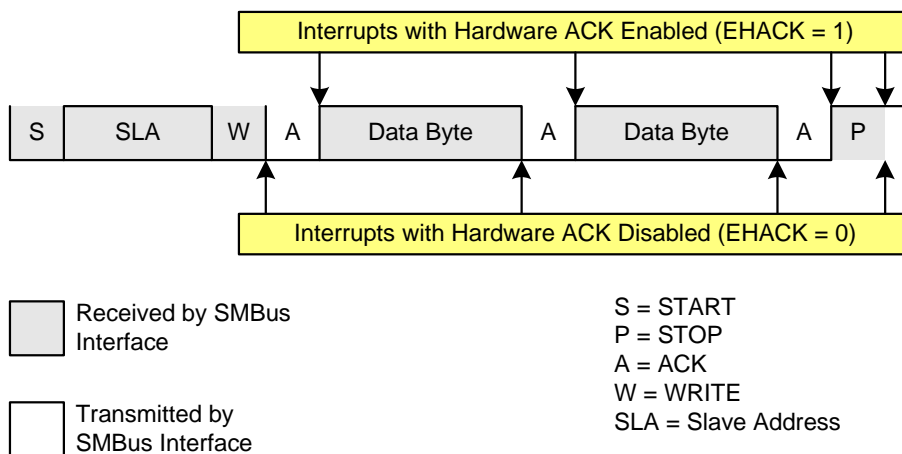 Interrupts with Hardware ACK Enabled (EHACK = 1)
S SLA W A Data Byte A Data Byte A P
Interrupts with Hardware ACK Disabled (EHACK = 0)
Received by SMBus
Interface
Transmitted by
SMBus Interface
S = START
P = STOP
A = ACK
W = WRITE
SLA = Slave Address